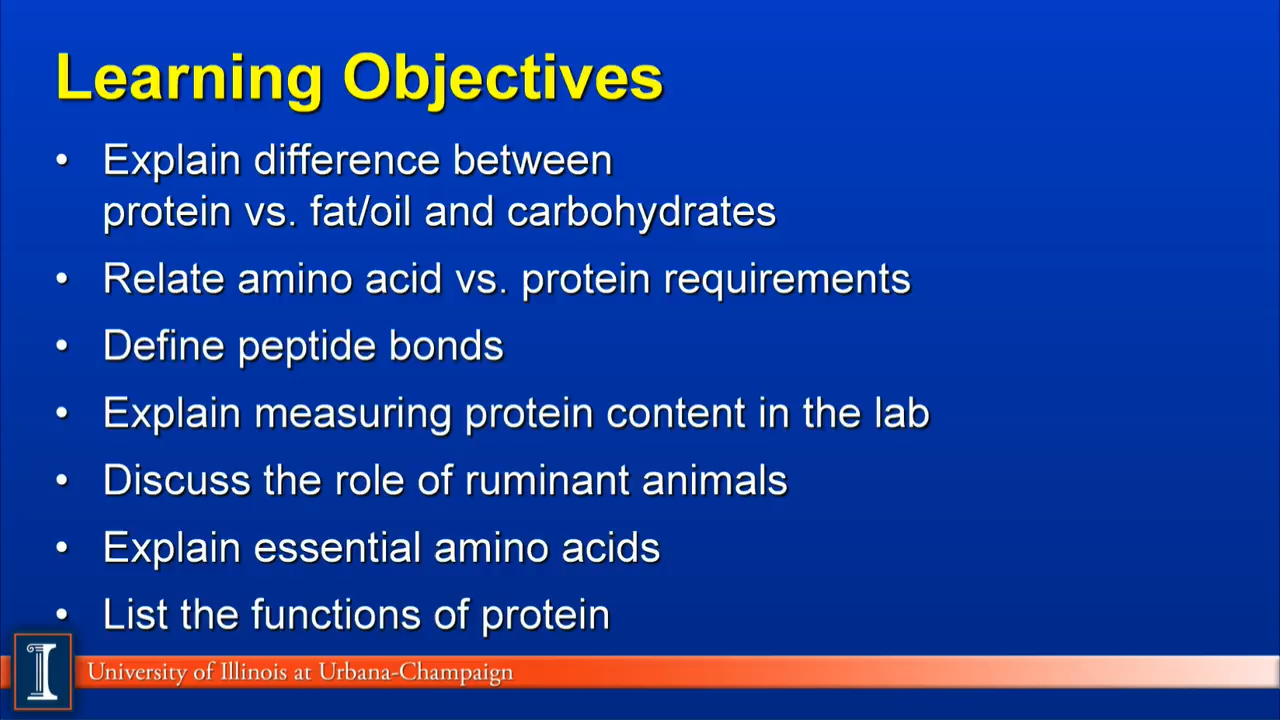 Learning Objectives
• Explain difference between
protein vs. fat/oil and carbohydrates
• Relate amino acid vs. protein requirements
• Define peptide bonds
• Explain measuring protein content in the lab
• Discuss the role of ruminant animals
• Explain essential amino acids
• List the functions of protein
I
University of Illinois at Urbana-Champaign